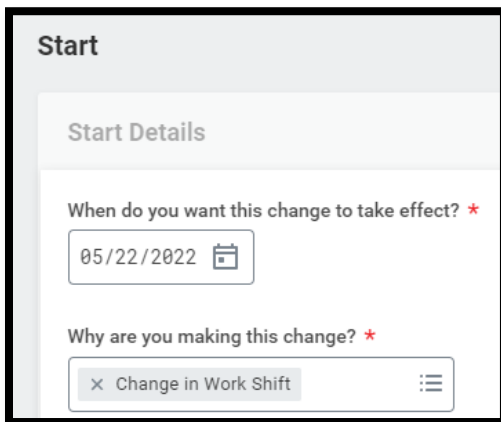 Start
Start Details
When do you want this change to take effect? *
05/22/2022
Why are you making this change? *
× Change in Work Shift